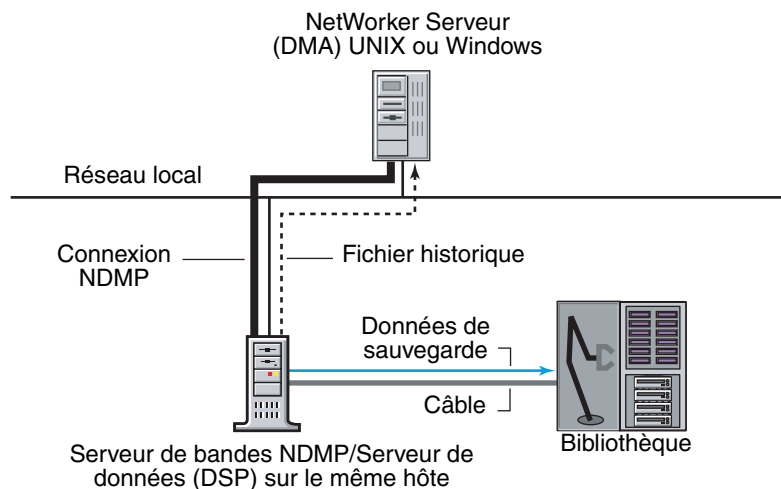 NetWorker Serveur
(DMA) UNIX ou Windows
Réseau local
Connexion
NDMP
Fichier historique
Données de
sauvegarde
Câble
Bibliothèque
Serveur de bandes NDMP/Serveur de
données (DSP) sur le même hôte